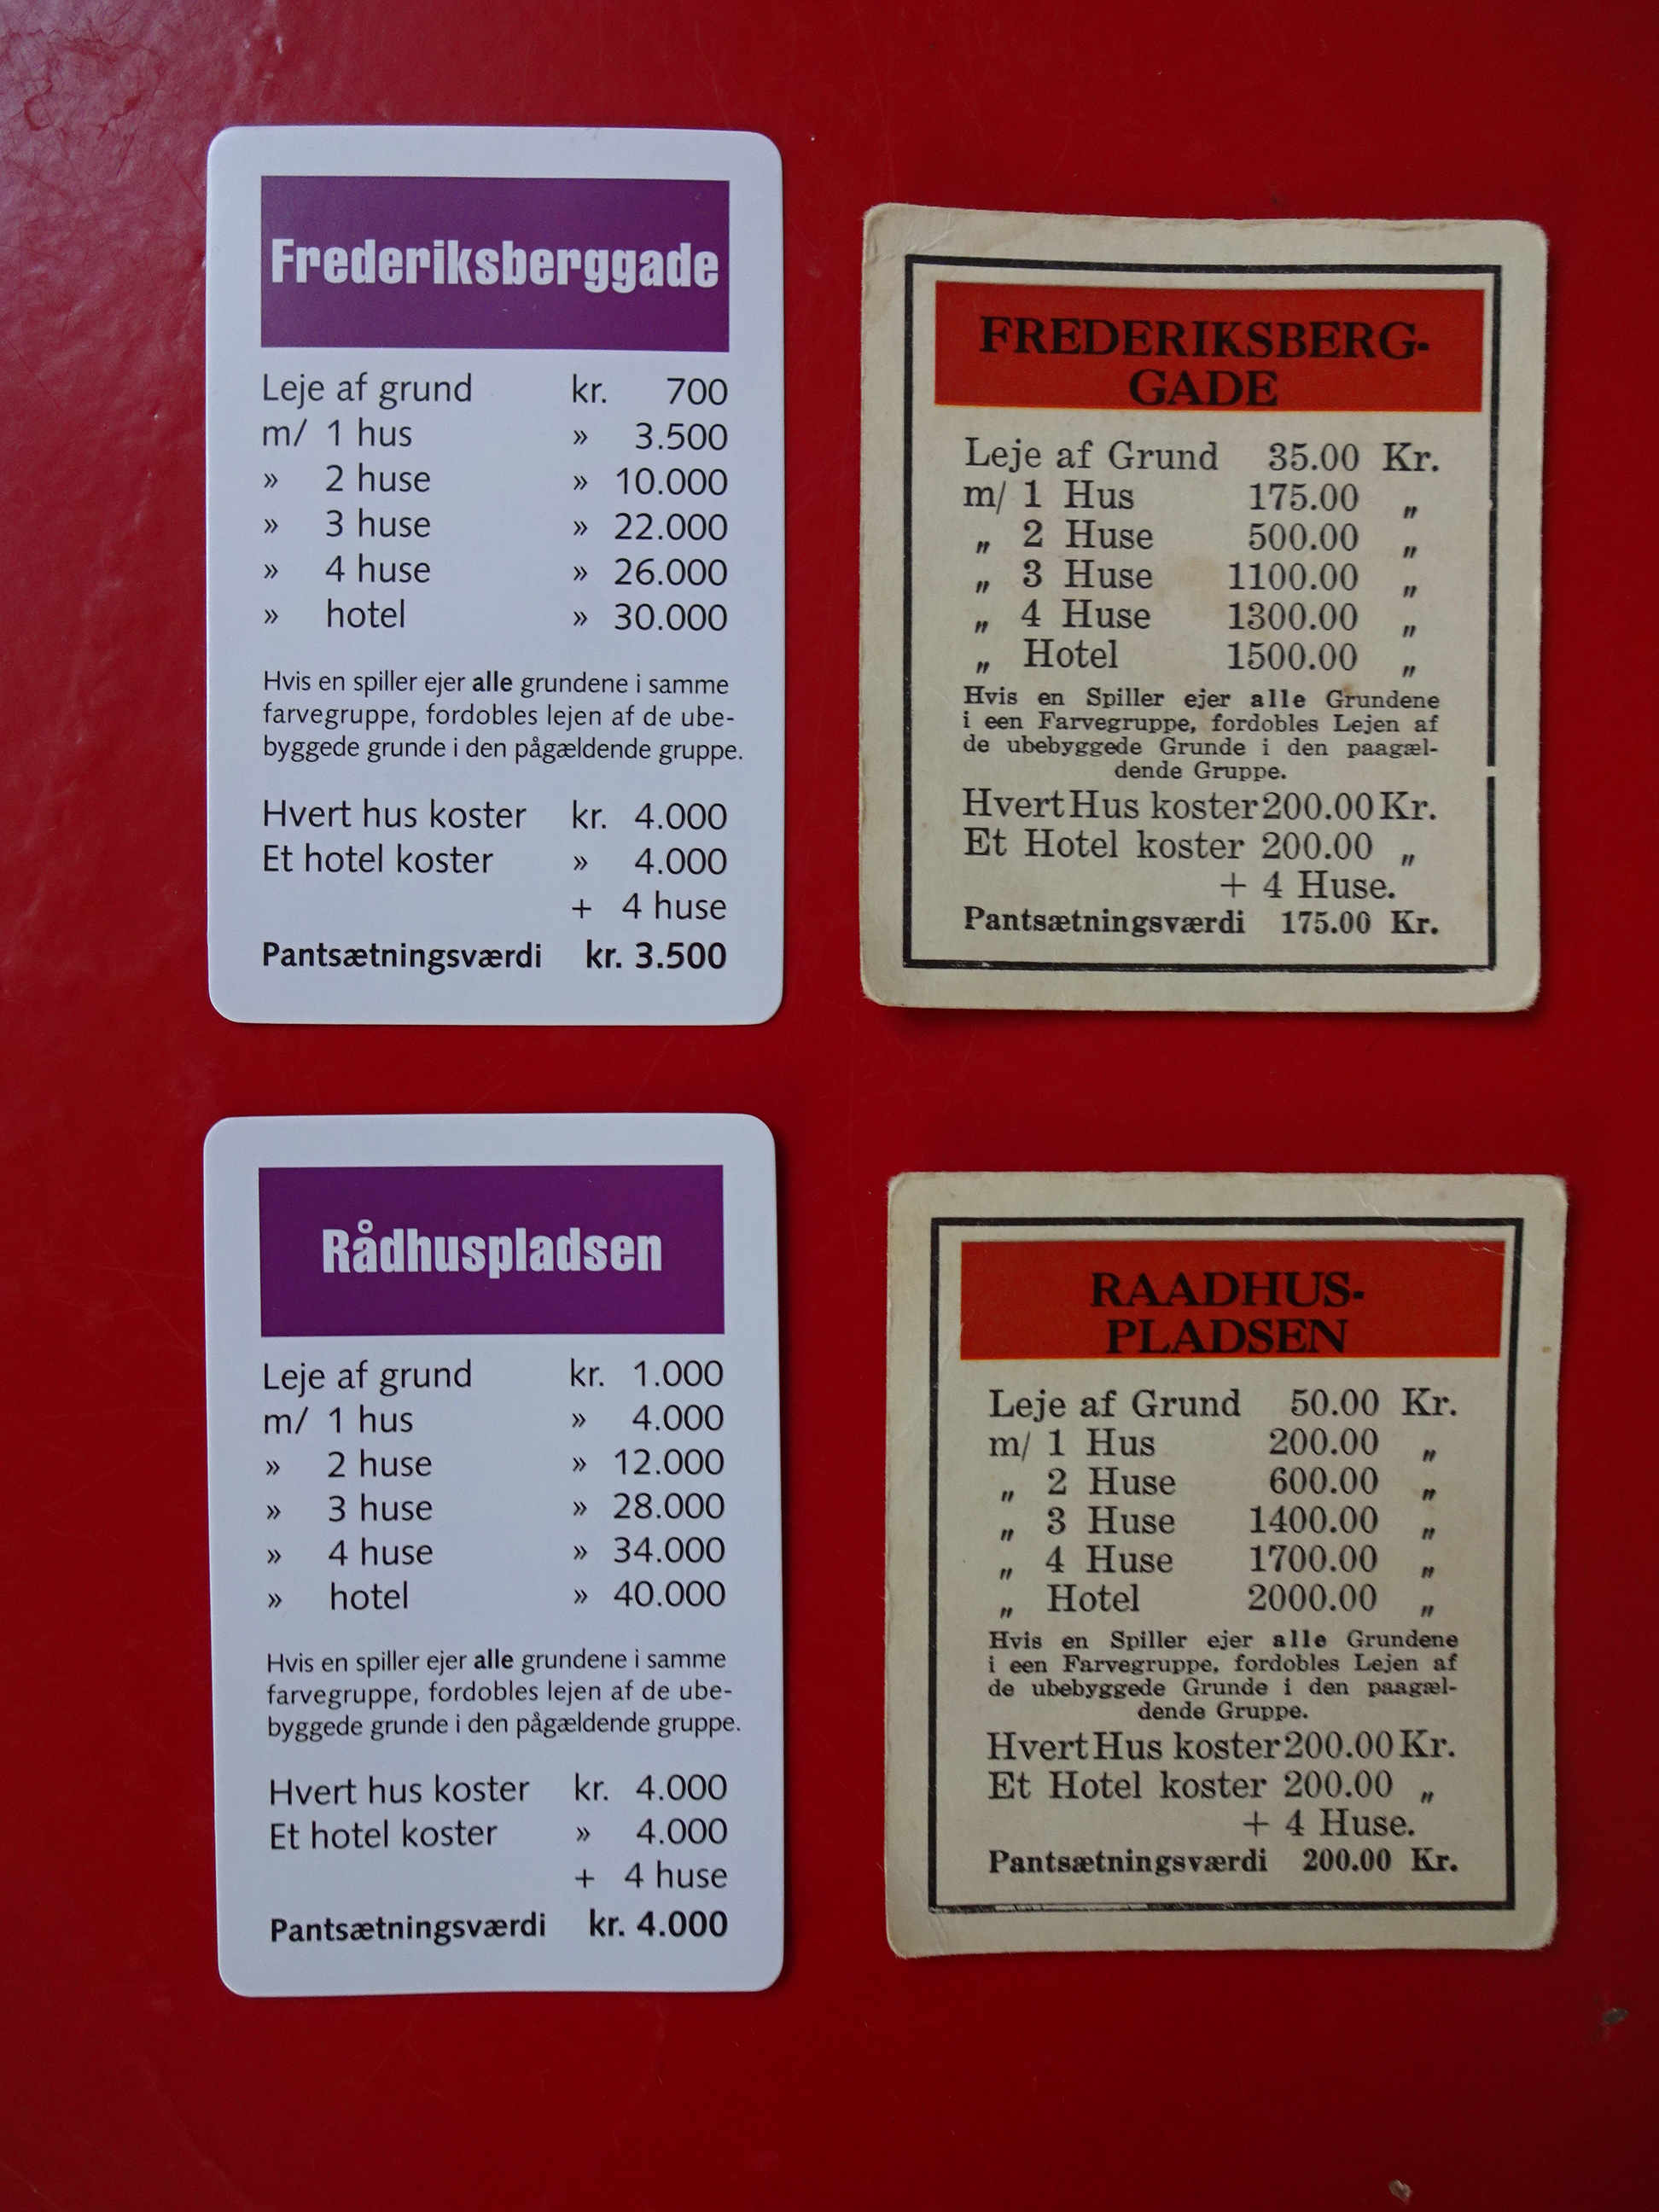 Frederiksberggade
Leje af grund kr. 700
m/ 1 hus » 3.500
» 2 huse » 10.000
» 3 huse » 22.000
» 4 huse » 26.000
» hotel » 30.000
Hvis en spiller ejer alle grundene i samme
farvegruppe, fordobles lejen af de ube-
byggede grunde i den pågældende gruppe.
Hvert hus koster kr. 4.000
Et hotel koster » 4.000
+ 4 huse
Pantsætningsværdi kr. 3.500
FREDERIKSBERG-
GADE
Leje af Grund 35.00 Kr.
m/ 1 Hus 175.00 „
„ 2 Huse 500.00 „
„ 3 Huse 1100.00 „
„ 4 Huse 1300.00 „
„ Hotel 1500.00 „
Hvis en Spiller ejer alle Grundene
i een Farvegruppe, fordobles Lejen af
de ubebyggede Grunde i den paagæl-
dende Gruppe.
Hvert Hus koster 200.00 Kr.
Et Hotel koster 200.00 „
+ 4 Huse.
Pantsætningsværdi 175.00 Kr.
Rådhuspladsen
Leje af grund kr. 1.000
m/ 1 hus » 4.000
» 2 huse » 12.000
» 3 huse » 28.000
» 4 huse » 34.000
» hotel » 40.000
Hvis en spiller ejer alle grundene i samme
farvegruppe, fordobles lejen af de ube-
byggede grunde i den pågældende gruppe.
Hvert hus koster kr. 4.000
Et hotel koster » 4.000
+ 4 huse
Pantsætningsværdi kr. 4.000
RAADHUS-
PLADSEN
Leje af Grund 50.00 Kr.
m/ 1 Hus 200.00 „
„ 2 Huse 600.00 „
„ 3 Huse 1400.00 „
„ 4 Huse 1700.00 „
„ Hotel 2000.00 „
Hvis en Spiller ejer alle Grundene
i een Farvegruppe, fordobles Lejen af
de ubebyggede Grunde i den paagæl-
dende Gruppe.
Hvert Hus koster 200.00 Kr.
Et Hotel koster 200.00 „
+ 4 Huse.
Pantsætningsværdi 200.00 Kr.